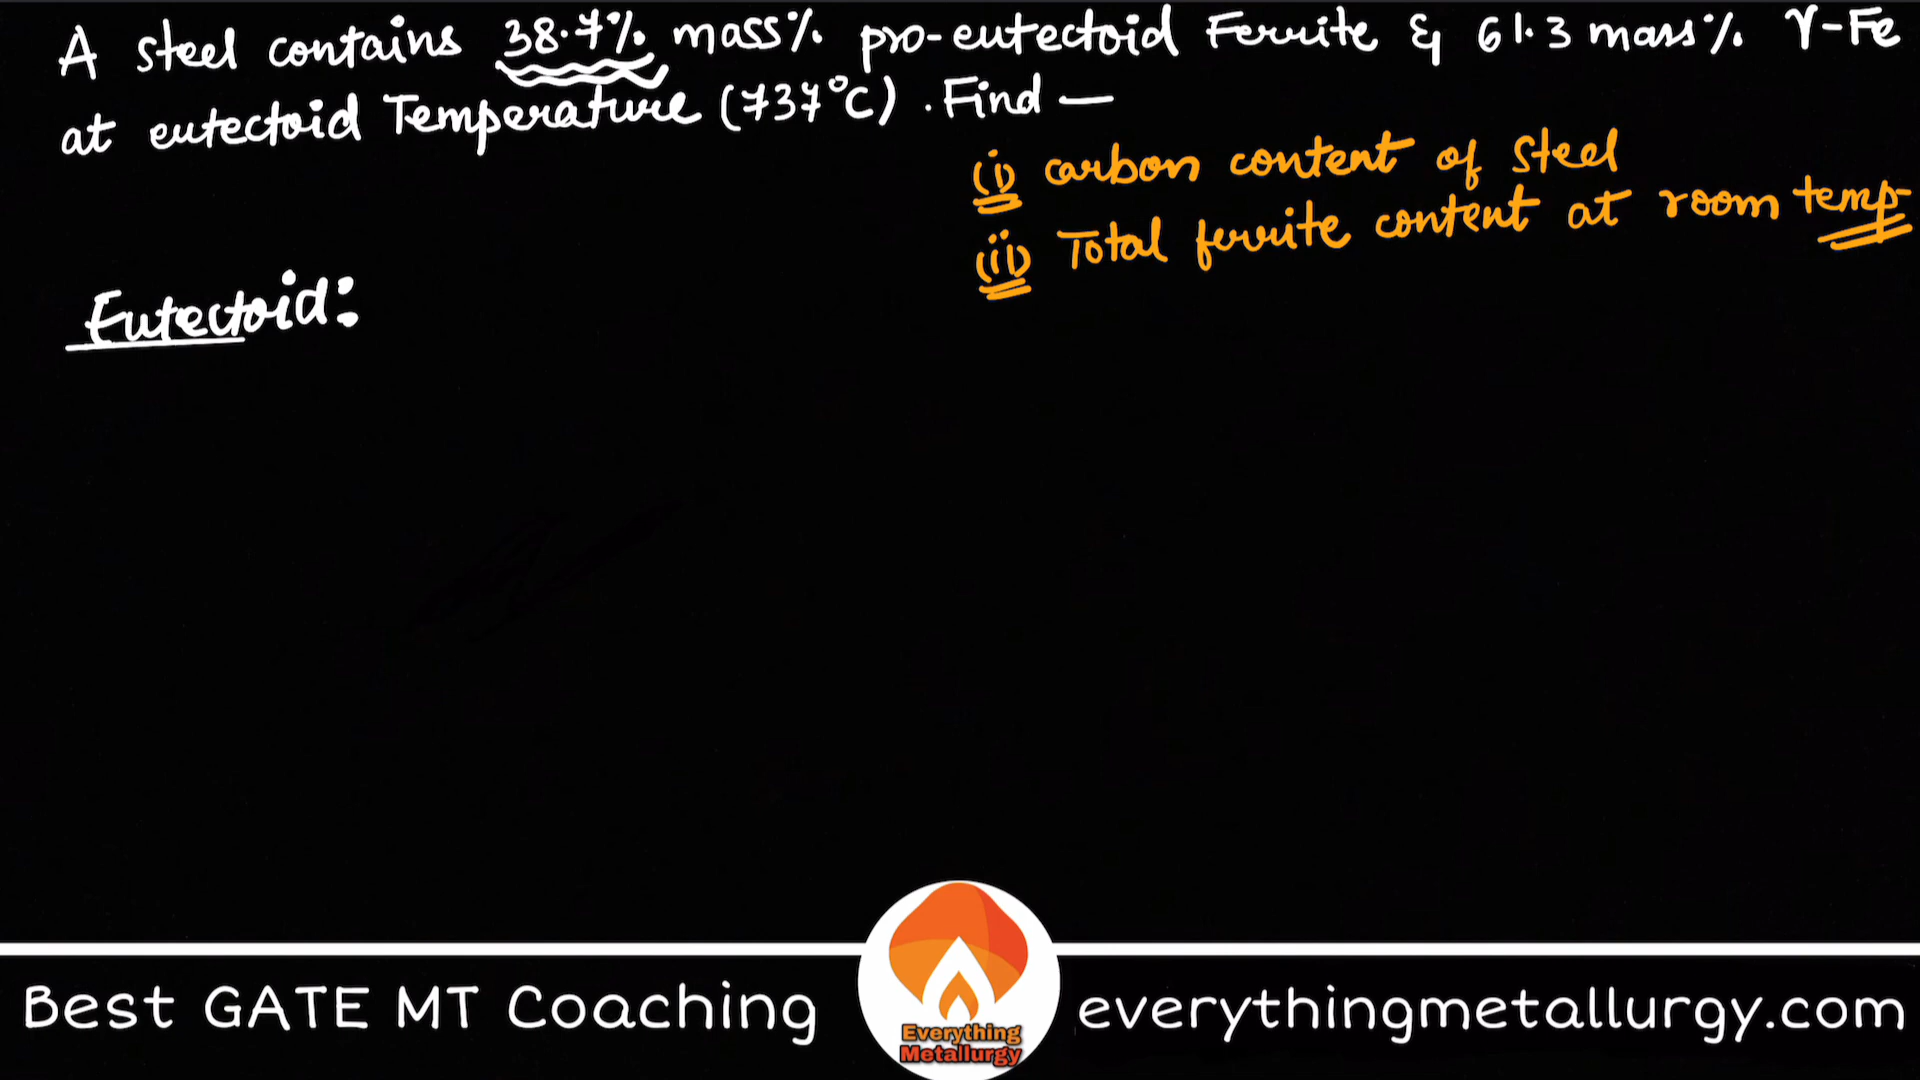 A steel contains 38.7% mass% pro-eutectoid Ferrite & 61.3 mass% γ-Fe
at eutectoid Temperature (737°C). Find —
(i) carbon content of steel
(ii) Total ferrite content at room temp
Eutectoid:
Best GATE MT Coaching
Everything
Metallurgy
everythingmetallurgy.com